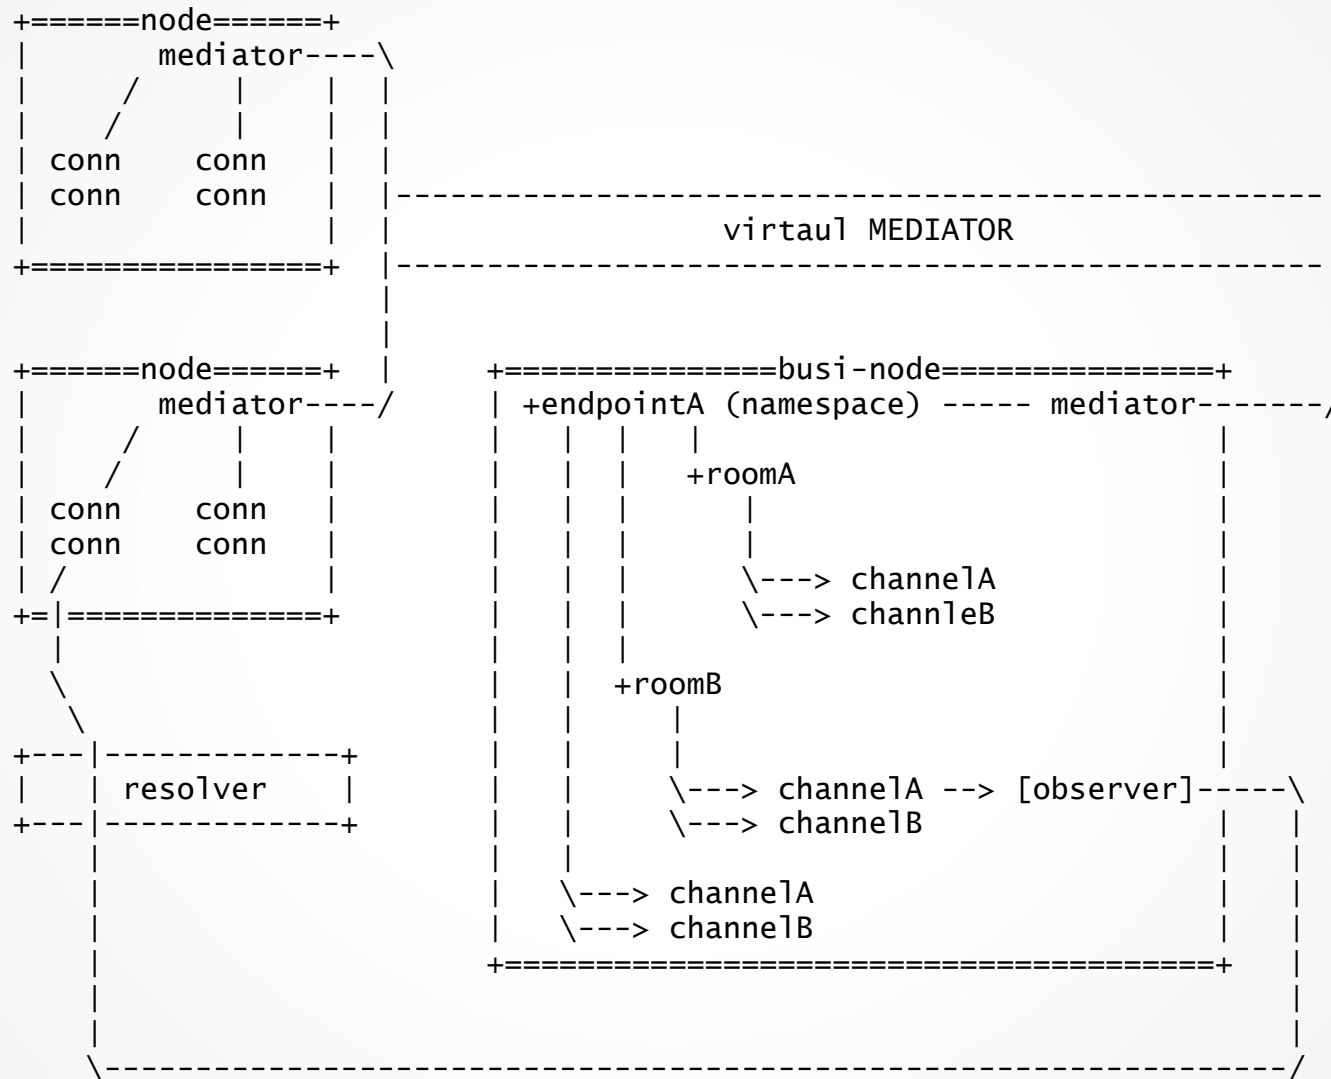 +======node======+
mediator----\
conn conn
conn conn
virtaul MEDIATOR
+======node======+
mediator----/
conn conn
conn conn
+===============busi-node===============+
+endpointA (namespace) ----- mediator-------/
+roomA
\---> channelA
\---> channleB
+roomB
resolver
\---> channelA --> [observer]-----\
\---> channelB
\---> channelA
\---> channelB